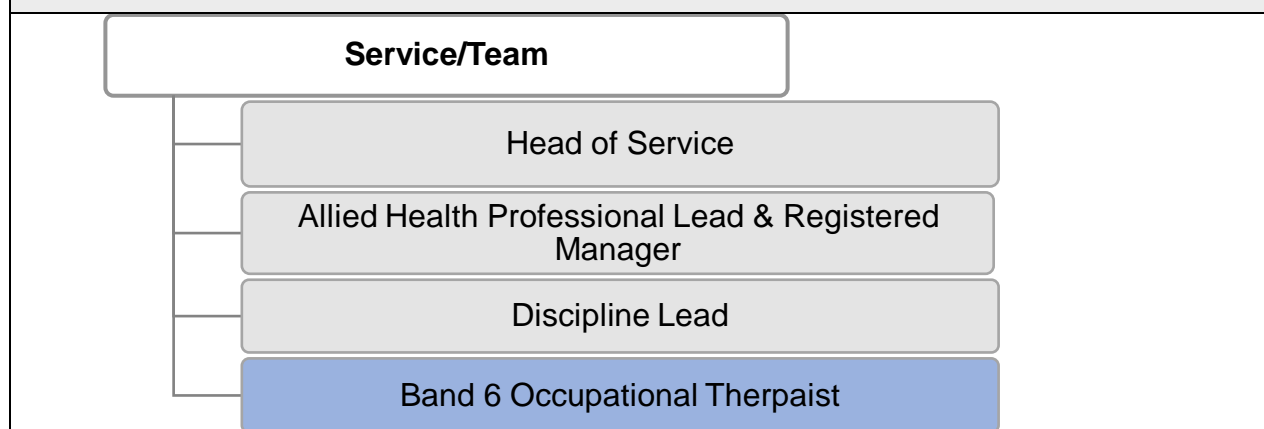 Service/Team
Head of Service
Allied Health Professional Lead & Registered
Manager
Discipline Lead
Band 6 Occupational Therpaist